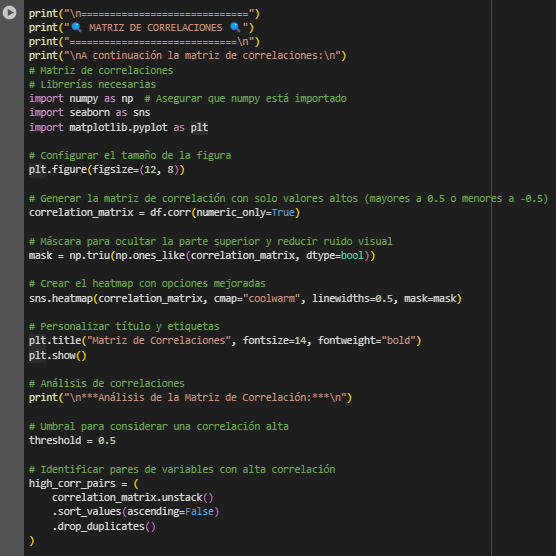 print("\n=============================")
print("🔍 MATRIZ DE CORRELACIONES 🔍")
print("=============================\n")
print("\nA continuación la matriz de correlaciones:\n")
# Matriz de correlaciones
# Librerías necesarias
import numpy as np  # Asegurar que numpy está importado
import seaborn as sns
import matplotlib.pyplot as plt

# Configurar el tamaño de la figura
plt.figure(figsize=(12, 8))

# Generar la matriz de correlación con solo valores altos (mayores a 0.5 o menores a -0.5)
correlation_matrix = df.corr(numeric_only=True)

# Máscara para ocultar la parte superior y reducir ruido visual
mask = np.triu(np.ones_like(correlation_matrix, dtype=bool))

# Crear el heatmap con opciones mejoradas
sns.heatmap(correlation_matrix, cmap="coolwarm", linewidths=0.5, mask=mask)

# Personalizar título y etiquetas
plt.title("Matriz de Correlaciones", fontsize=14, fontweight="bold")
plt.show()

# Análisis de correlaciones
print("\n***Análisis de la Matriz de Correlación:***\n")

# Umbral para considerar una correlación alta
threshold = 0.5

# Identificar pares de variables con alta correlación
high_corr_pairs = (
    correlation_matrix.unstack()
    .sort_values(ascending=False)
    .drop_duplicates()
)